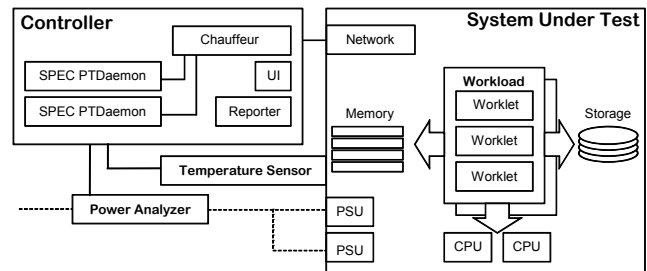 Controller
Chauffeur
SPEC PTDaemon
UI
SPEC PTDaemon
Reporter
Temperature Sensor
Power Analyzer
System Under Test
Network
Workload
Memory
Worklet
Storage
Worklet
Worklet
PSU
PSU
CPU
CPU